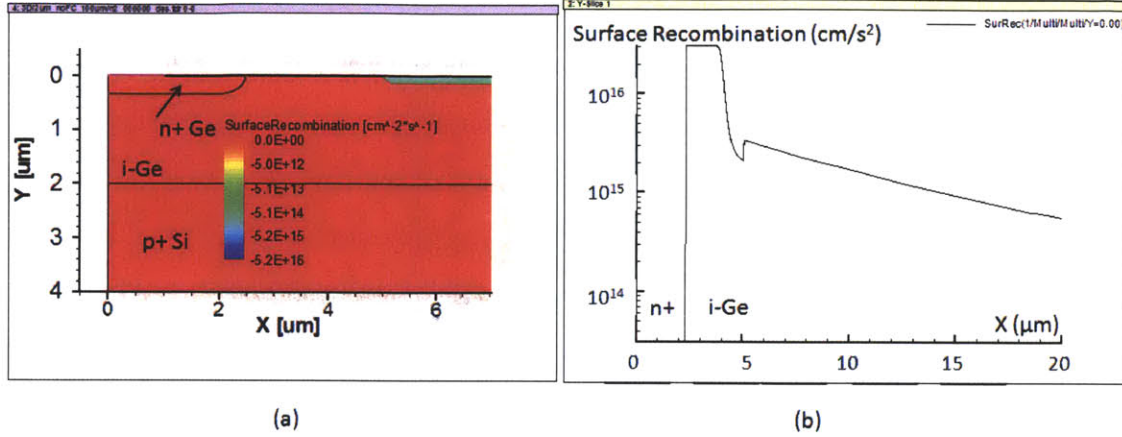 2: Y-Slice 1
0
1
2
3
4
Y [um]
n+ Ge
i-Ge
p+ Si
SurfaceRecombination [cm^-2*s^-1]
0.0E+00
-5.0E+12
-5.1E+13
-5.1E+14
-5.2E+15
-5.2E+16
0 2 4 6
X [um]
(a)
Surface Recombination (cm/s²)
SurRec(1/Multi/Multi/Y=0.00)
10¹⁶
10¹⁵
10¹⁴
n+ i-Ge
X (μm)
0 5 10 15 20
(b)